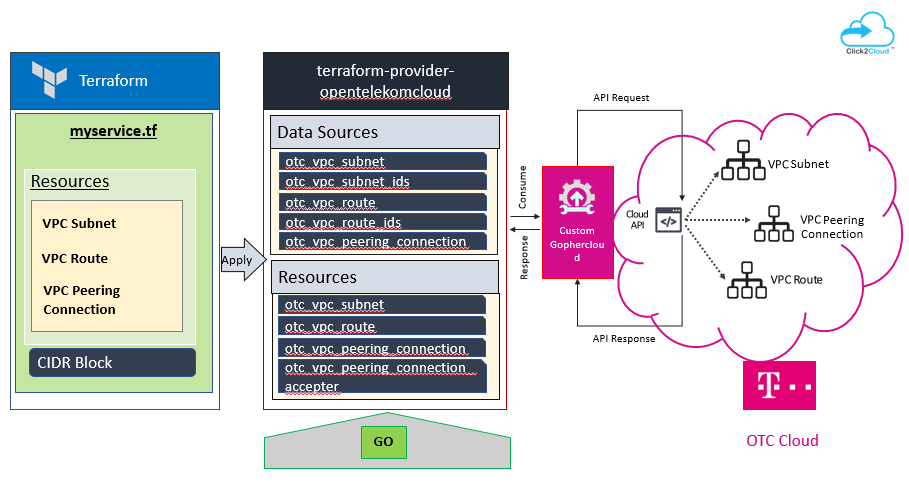 Click2Cloud
Terraform
myservice.tf
Resources
VPC Subnet
VPC Route
VPC Peering
Connection
CIDR Block
Apply
terraform-provider-
opentelekomcloud
Data Sources
otc_vpc_subnet
otc_vpc_subnet_ids
otc_vpc_route
otc_vpc_route_ids
otc_vpc_peering_connection
Resources
otc_vpc_subnet
otc_vpc_route
otc_vpc_peering_connection
otc_vpc_peering_connection_
accepter
GO
Consume
Response
Custom
Gopherclou
d
API Request
API Response
Cloud
API
VPC Subnet
VPC Peering
Connection
VPC Route
T
OTC Cloud